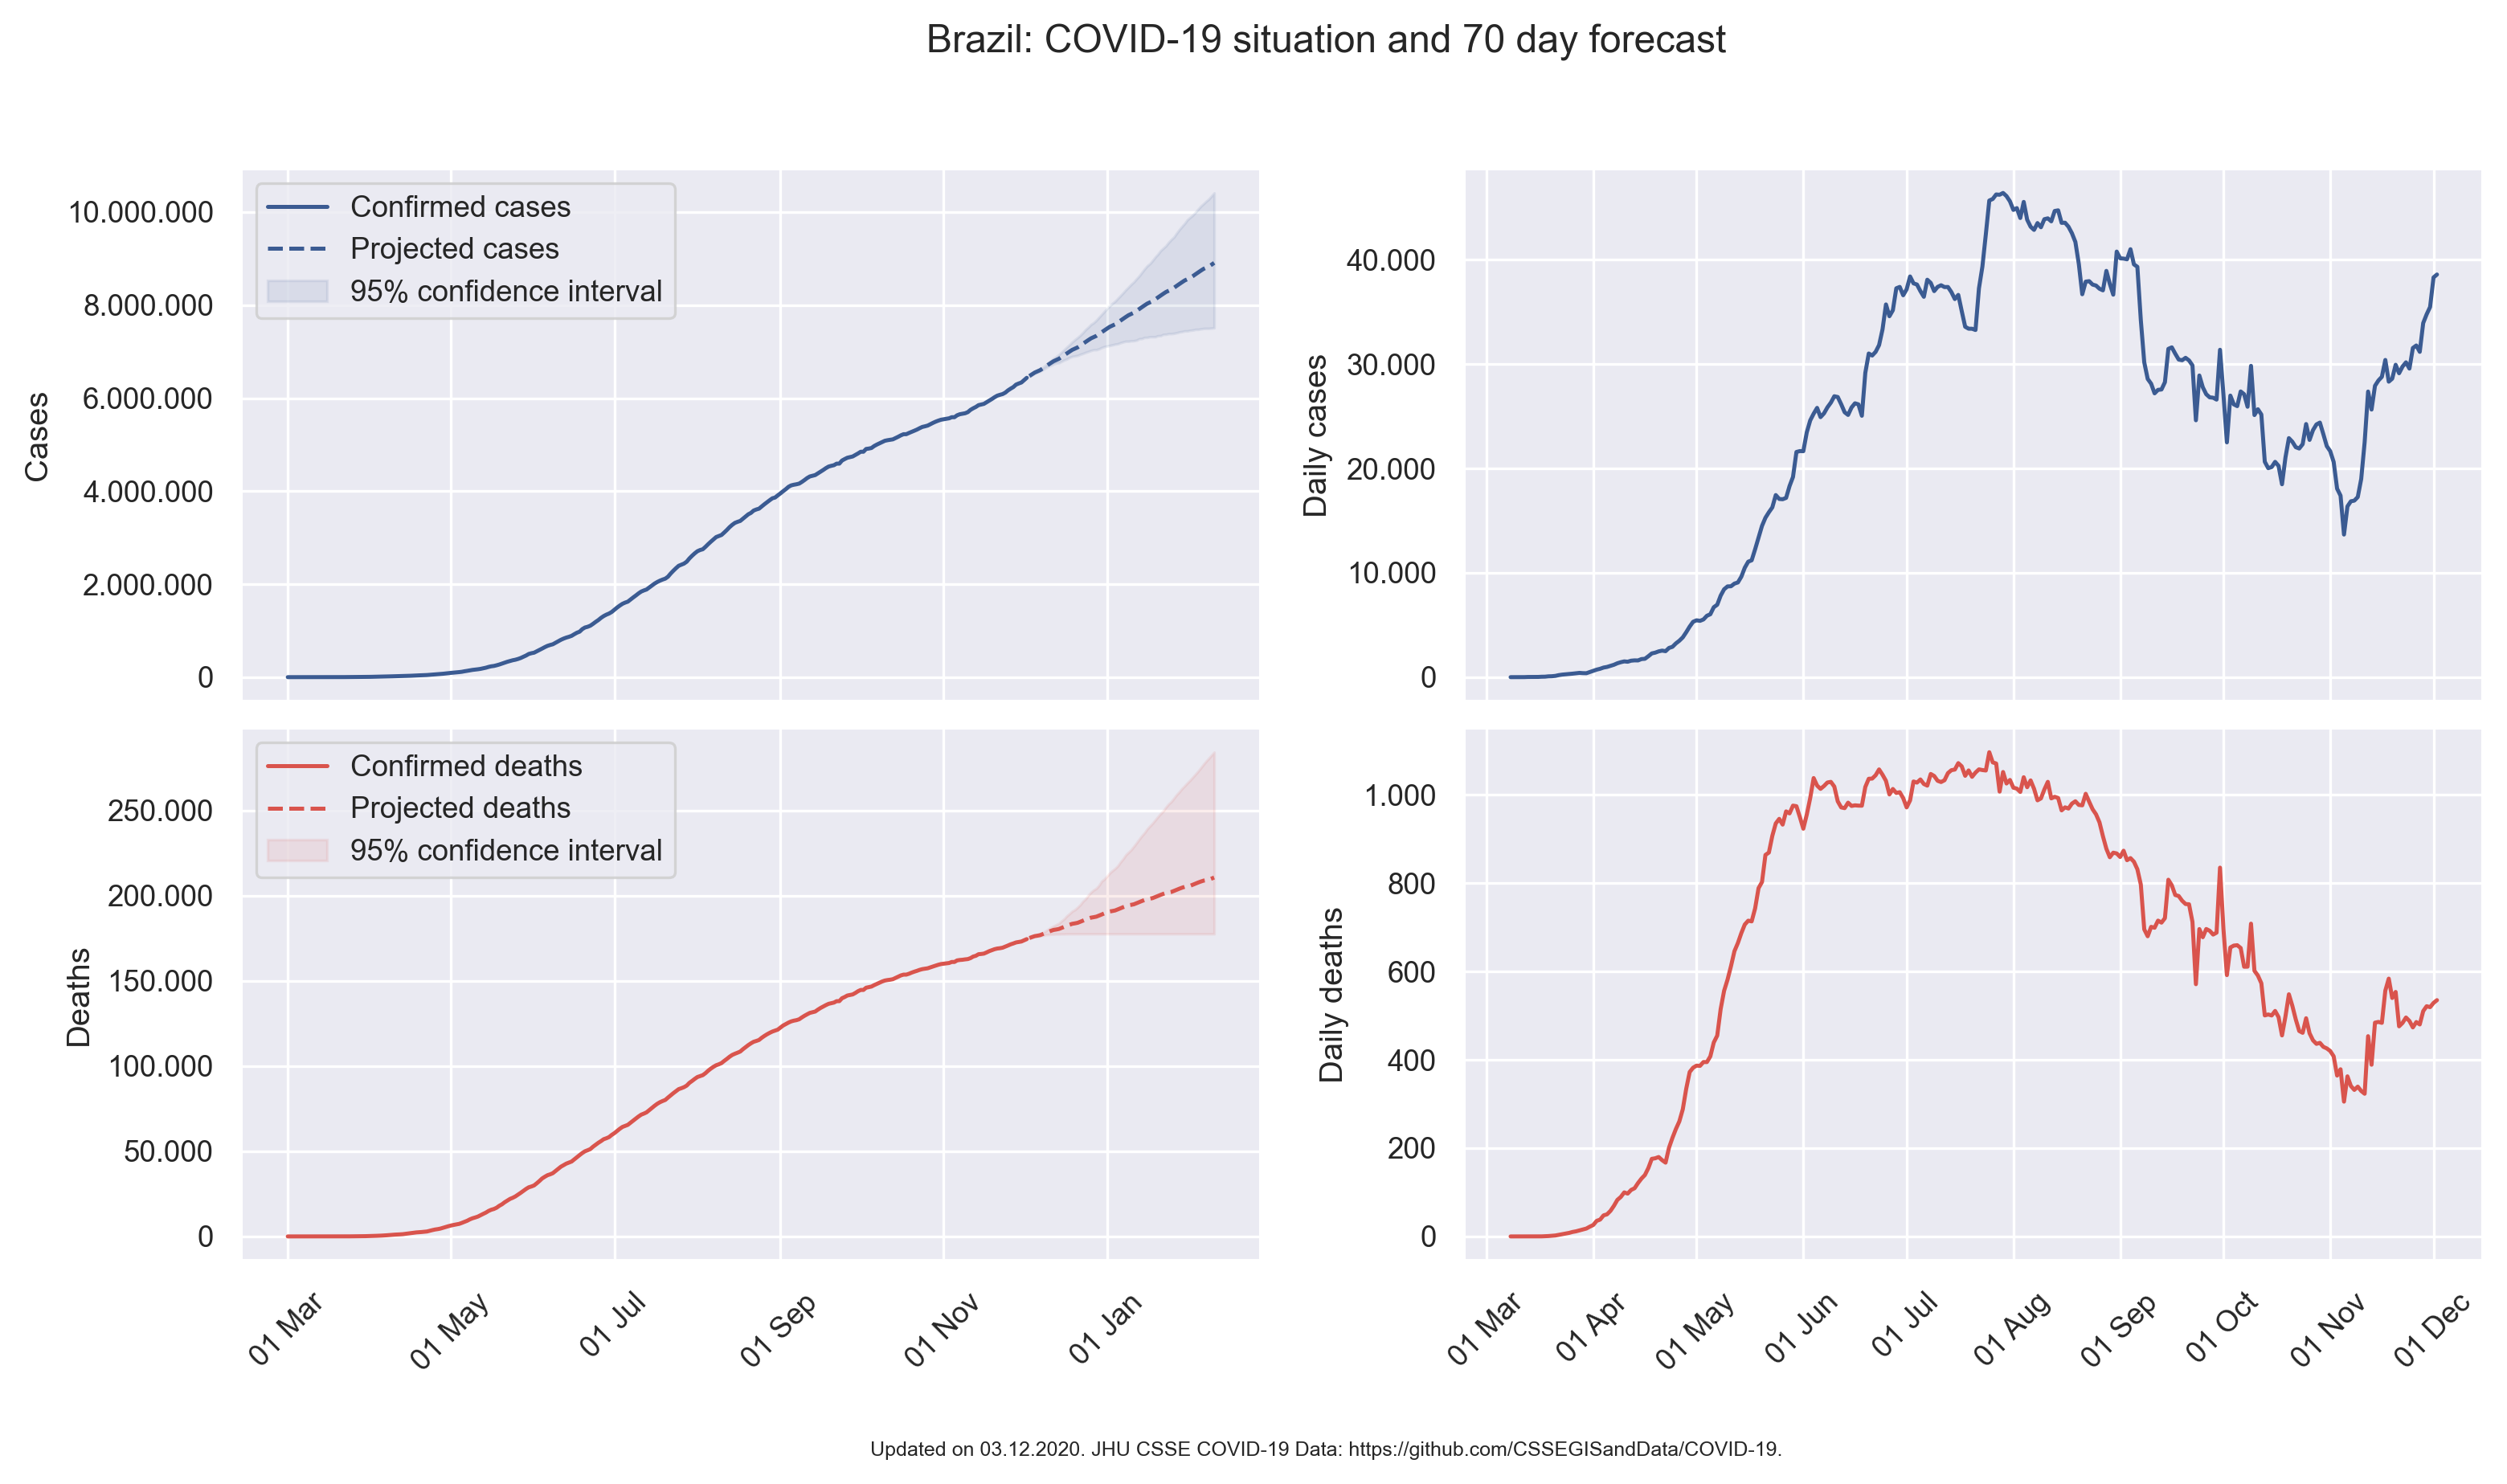 Brazil: COVID-19 situation and 70 day forecast
Confirmed cases
Projected cases
95% confidence interval
10.000.000
8.000.000
6.000.000
4.000.000
2.000.000
0
Cases
40.000
30.000
20.000
10.000
0
Daily cases
Confirmed deaths
Projected deaths
95% confidence interval
250.000
200.000
150.000
100.000
50.000
0
Deaths
01 Mar
01 May
01 Jul
01 Sep
01 Nov
01 Jan
1.000
800
600
400
200
0
Daily deaths
01 Mar
01 Apr
01 May
01 Jun
01 Jul
01 Aug
01 Sep
01 Oct
01 Nov
01 Dec
Updated on 03.12.2020. JHU CSSE COVID-19 Data: https://github.com/CSSEGISandData/COVID-19.